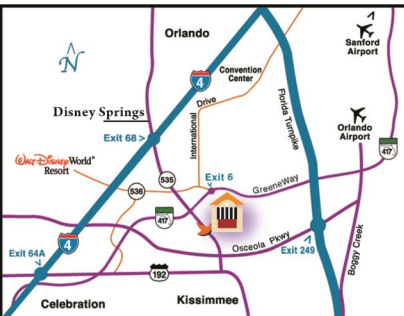 Orlando
N
Sanford
Airport
4
Convention
Center
Disney Springs
Drive
International
Florida Turnpike
Orlando
Airport
Exit 68 >
417
WALT DISNEY World®
Resort
535
Exit 6
536
GreeneWay
417
Exit 64A
4
Osceola Pkwy
Exit 249
Boggy Creek
192
Celebration
Kissimmee